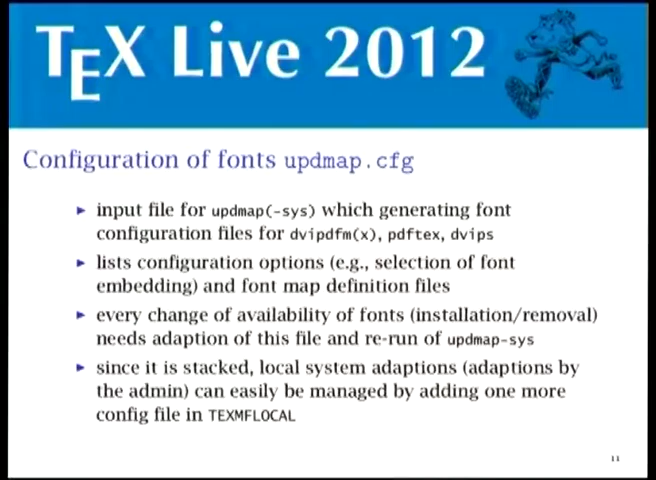 TEX Live 2012
Configuration of fonts updmap.cfg
► input file for updmap(-sys) which generating font
configuration files for dvipdfm(x), pdftex, dvips
► lists configuration options (e.g., selection of font
embedding) and font map definition files
► every change of availability of fonts (installation/removal)
needs adaption of this file and re-run of updmap-sys
► since it is stacked, local system adaptions (adaptions by
the admin) can easily be managed by adding one more
config file in TEXMFLOCAL
11